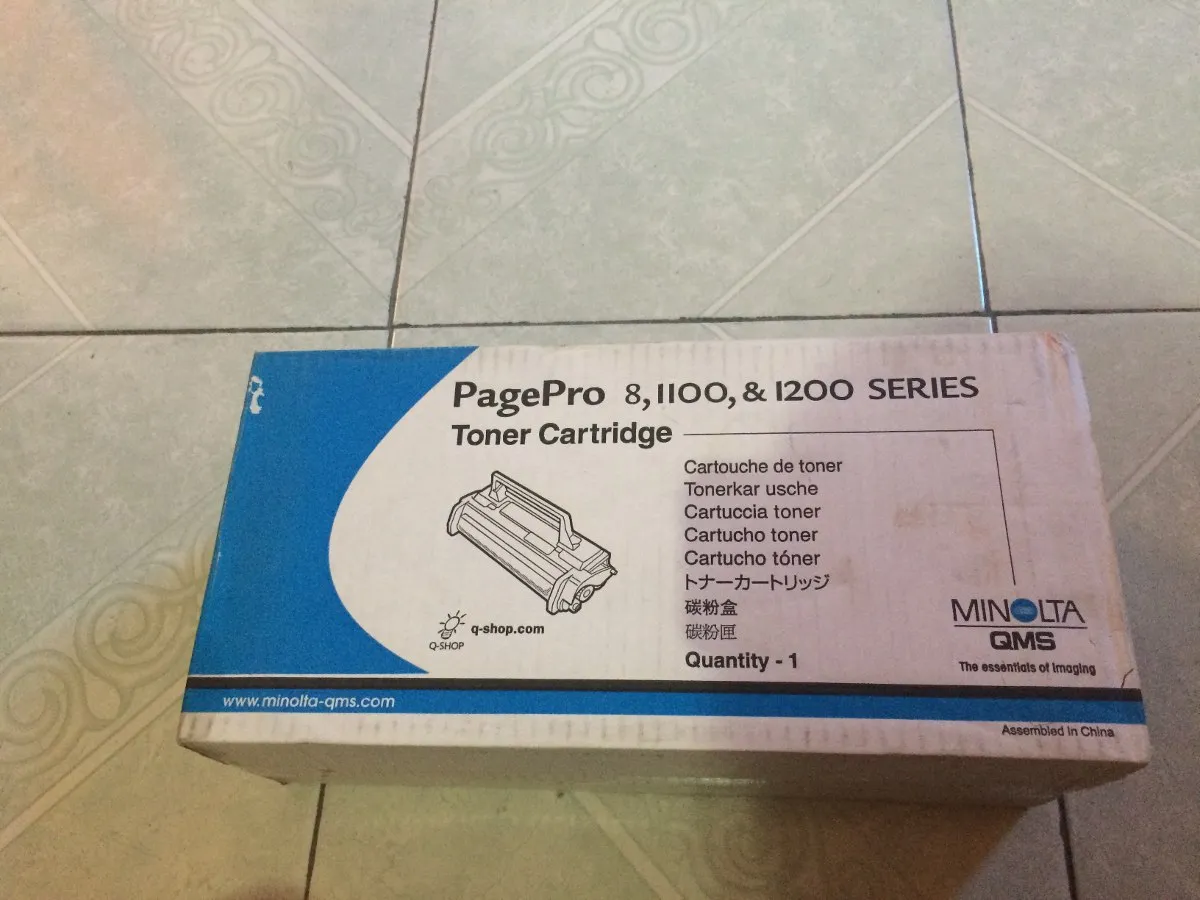 PagePro 8, 1100, & 1200 SERIES
Toner Cartridge
Cartouche de toner
Tonerkar usche
Cartuccia toner
Cartucho toner
Cartucho tóner
トナーカートリッジ
碳粉盒
碳粉匣
Quantity - 1
Q-SHOP
q-shop.com
MINOLTA
QMS
The essentials of imaging
www.minolta-qms.com
Assembled in China